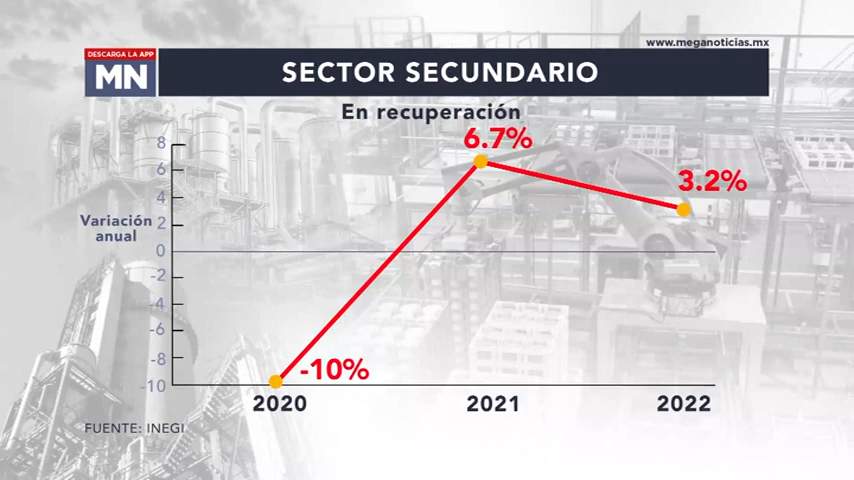 www.meganoticias.mx
DESCARGA LA APP
MN
SECTOR SECUNDARIO
En recuperación
8
6
4
2
0
-2
-4
-6
-8
-10
Variación
anual
6.7%
3.2%
-10%
2020
2021
2022
FUENTE: INEGI